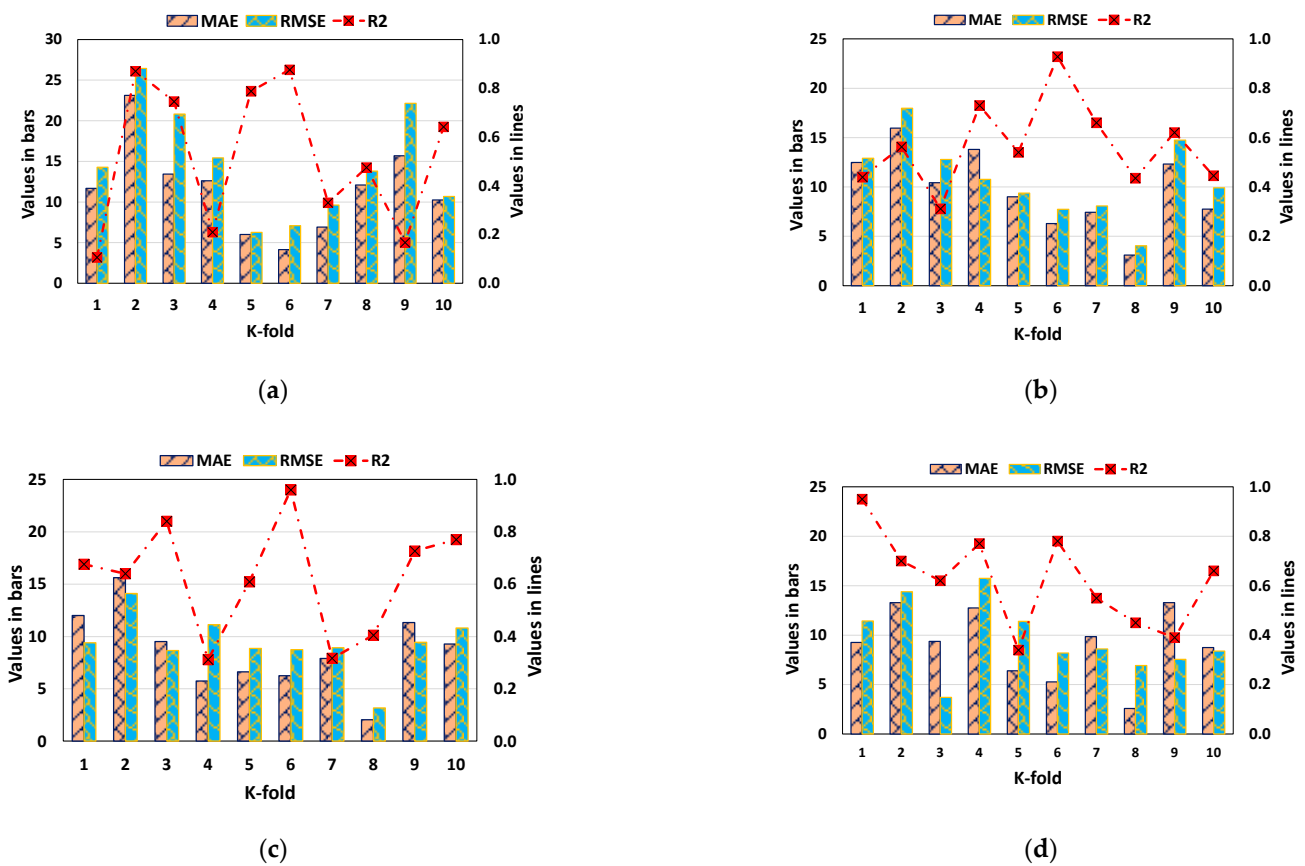 MAE RMSE R2
30 25 20 15 10 5 0
Values in bars
1.0 0.8 0.6 0.4 0.2 0.0
Values in lines
1 2 3 4 5 6 7 8 9 10
K-fold
(a)
MAE RMSE R2
25 20 15 10 5 0
Values in bars
1.0 0.8 0.6 0.4 0.2 0.0
Values in lines
1 2 3 4 5 6 7 8 9 10
K-fold
(b)
MAE RMSE R2
25 20 15 10 5 0
Values in bars
1.0 0.8 0.6 0.4 0.2 0.0
Values in lines
1 2 3 4 5 6 7 8 9 10
K-fold
(c)
MAE RMSE R2
25 20 15 10 5 0
Values in bars
1.0 0.8 0.6 0.4 0.2 0.0
Values in lines
1 2 3 4 5 6 7 8 9 10
K-fold
(d)